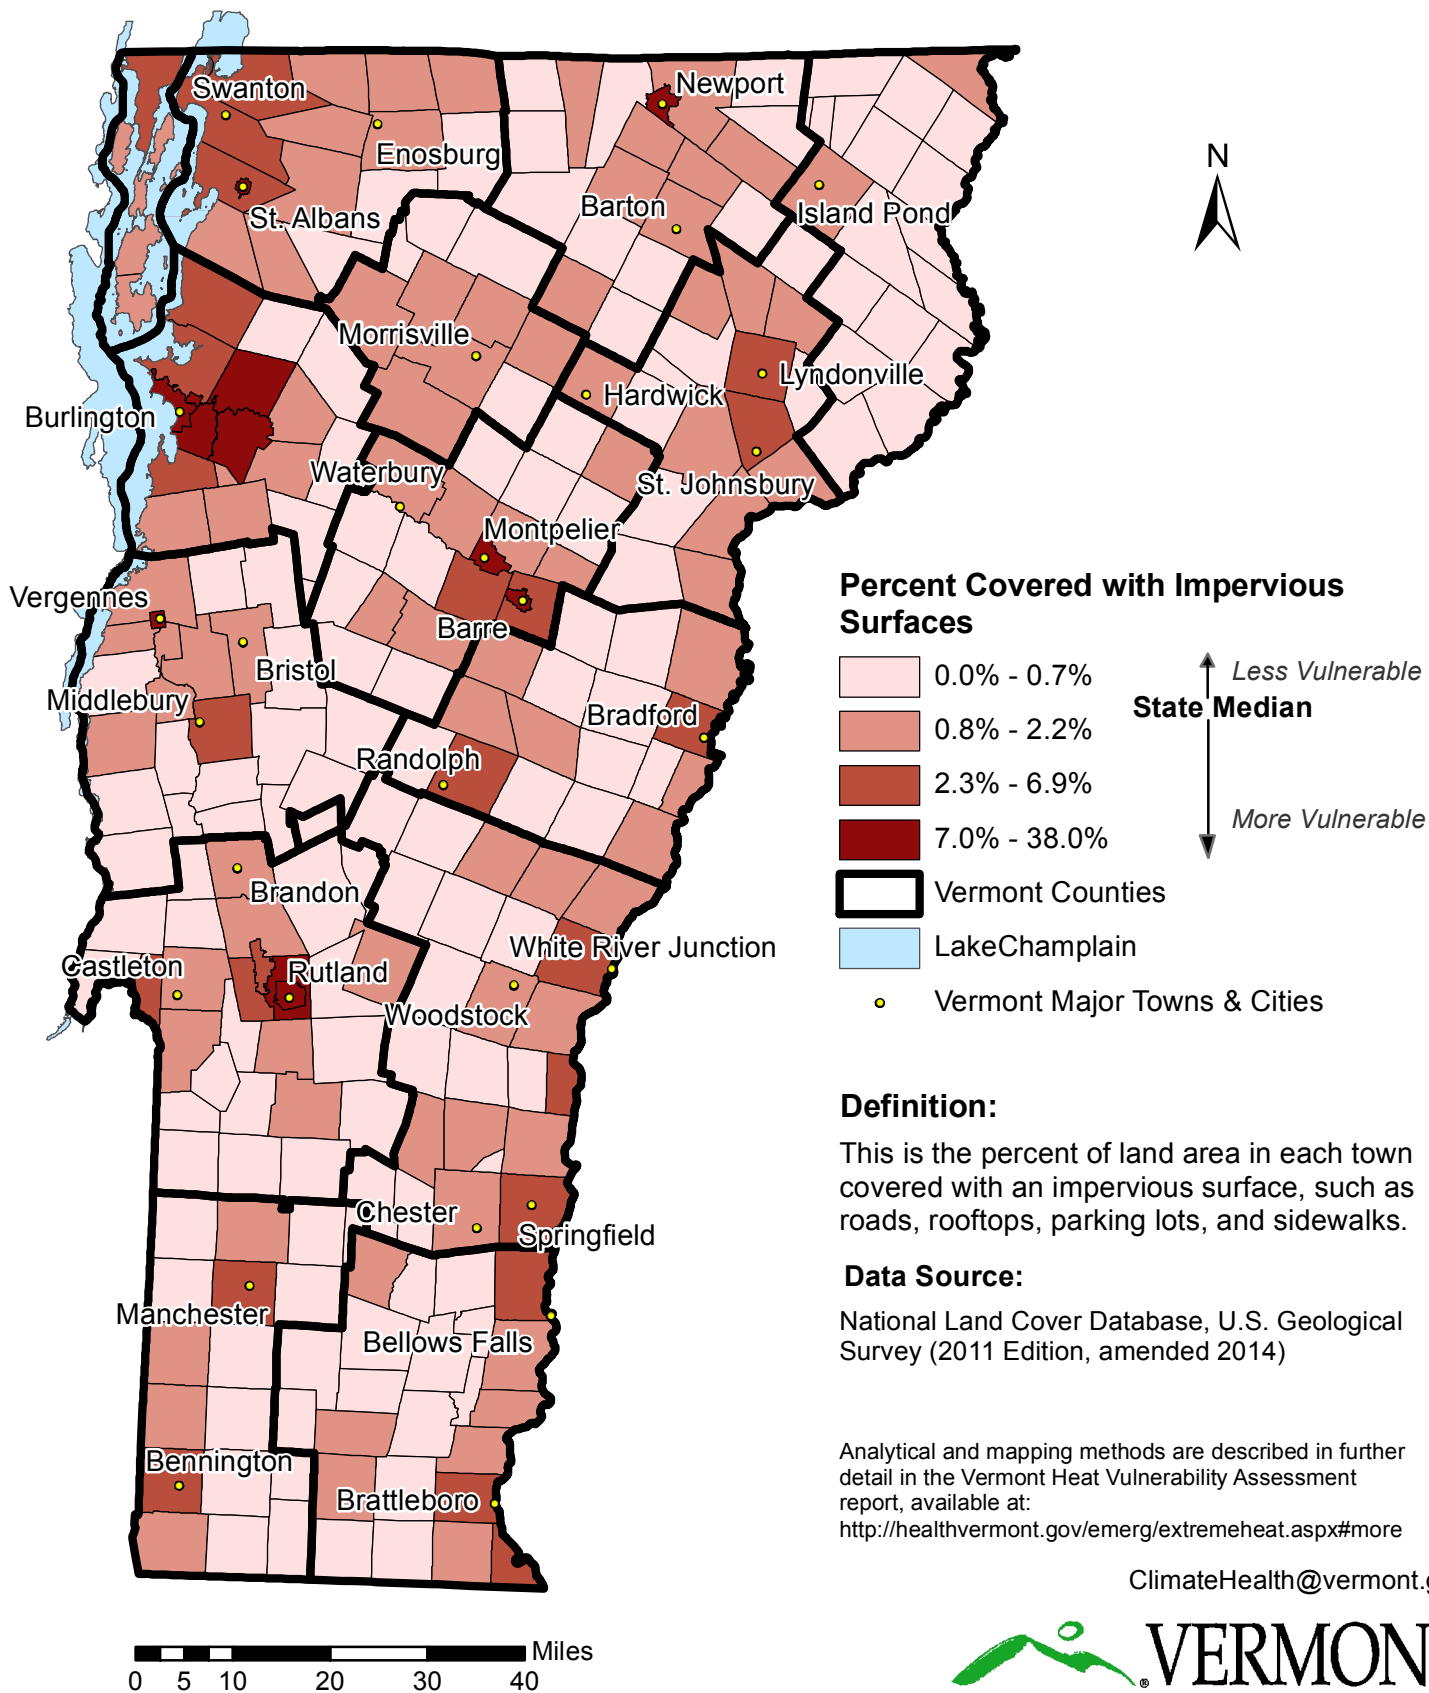 Swanton
Newport
Enosburg
N
Barton
Island Pond
St. Albans
Morrisville
Lyndonville
Hardwick
Burlington
Waterbury
St. Johnsbury
Montpelier
Vergennes
Barre
Bristol
Middlebury
Bradford
Randolph
Brandon
White River Junction
Castleton
Rutland
Woodstock
Chester
Springfield
Manchester
Bellows Falls
Bennington
Brattleboro
Percent Covered with Impervious
Surfaces
0.0% - 0.7%
0.8% - 2.2%
2.3% - 6.9%
7.0% - 38.0%
Less Vulnerable
State Median
More Vulnerable
Vermont Counties
LakeChamplain
Vermont Major Towns & Cities
Definition:
This is the percent of land area in each town
covered with an impervious surface, such as
roads, rooftops, parking lots, and sidewalks.
Data Source:
National Land Cover Database, U.S. Geological
Survey (2011 Edition, amended 2014)
Analytical and mapping methods are described in further
detail in the Vermont Heat Vulnerability Assessment
report, available at:
http://healthvermont.gov/emerg/extremeheat.aspx#more
ClimateHealth@vermont.g
Miles
0 5 10 20 30 40
® VERMON